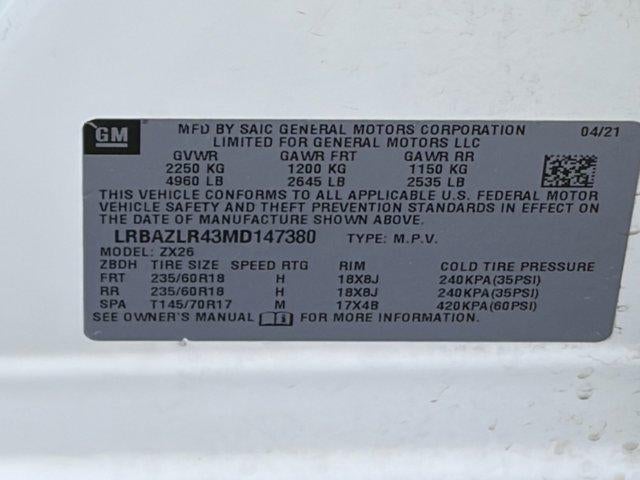 GM MFD BY SAIC GENERAL MOTORS CORPORATION 04/21
LIMITED FOR GENERAL MOTORS LLC
GVWR GAWR FRT GAWR RR
2250 KG 1200 KG 1150 KG
4960 LB 2645 LB 2535 LB
THIS VEHICLE CONFORMS TO ALL APPLICABLE U.S. FEDERAL MOTOR
VEHICLE SAFETY AND THEFT PREVENTION STANDARDS IN EFFECT ON
THE DATE OF MANUFACTURE SHOWN ABOVE.
LRBAZLR43MD147380 TYPE: M.P.V.
MODEL: ZX26
ZBDH TIRE SIZE SPEED RTG RIM COLD TIRE PRESSURE
FRT 235/60R18 H 18X8J 240KPA(35PSI)
RR 235/60R18 H 18X8J 240KPA(35PSI)
SPA T145/70R17 M 17X4B 420KPA(60PSI)
SEE OWNER'S MANUAL FOR MORE INFORMATION.